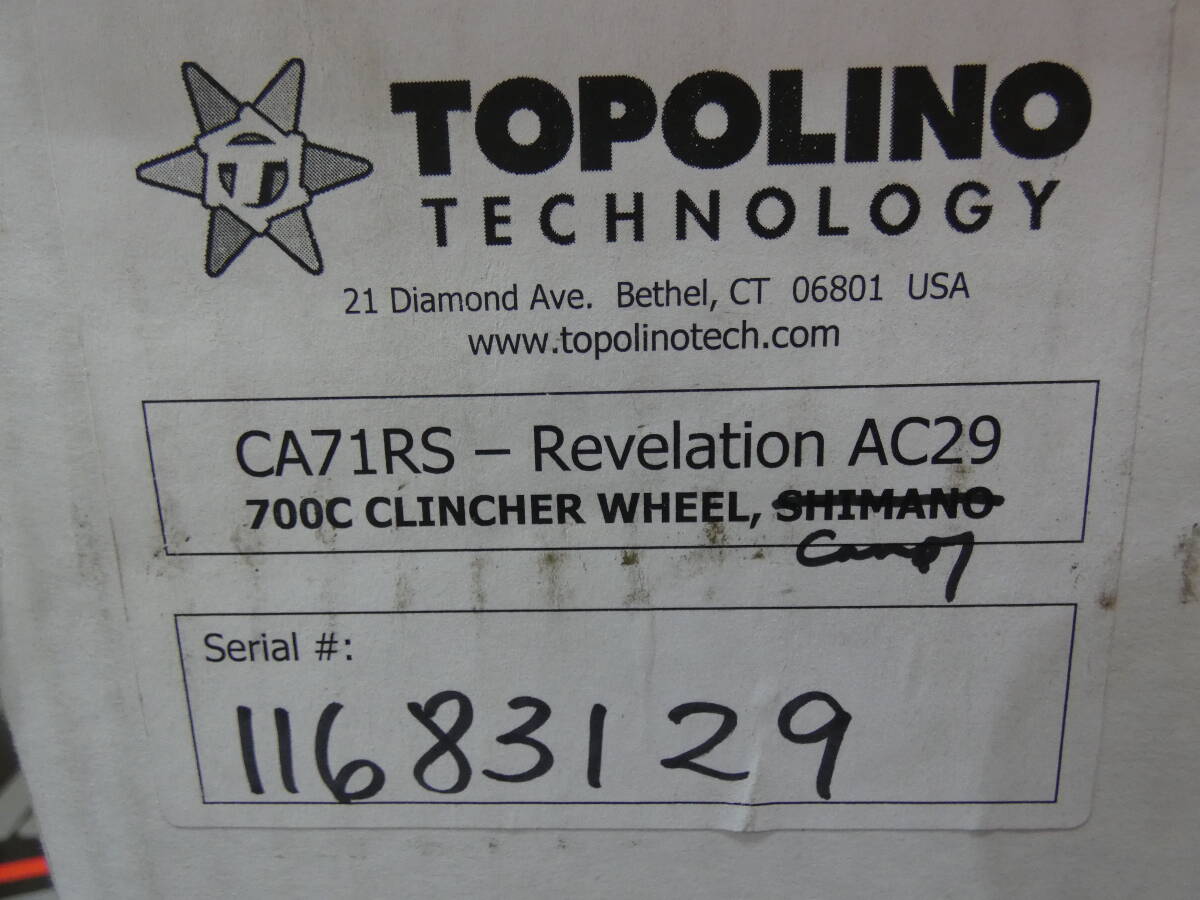 TOPOLINO
TECHNOLOGY
21 Diamond Ave. Bethel, CT 06801 USA
www.topolinotech.com
CA71RS – Revelation AC29
700C CLINCHER WHEEL, SHIMANO
Serial #:
11683129